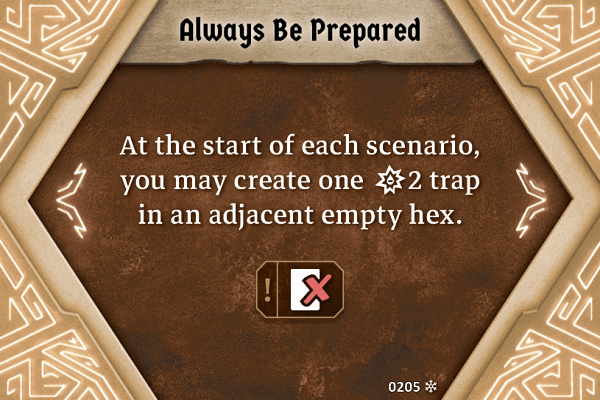 Always Be Prepared
At the start of each scenario,
you may create one 2 trap
in an adjacent empty hex.
!
0205